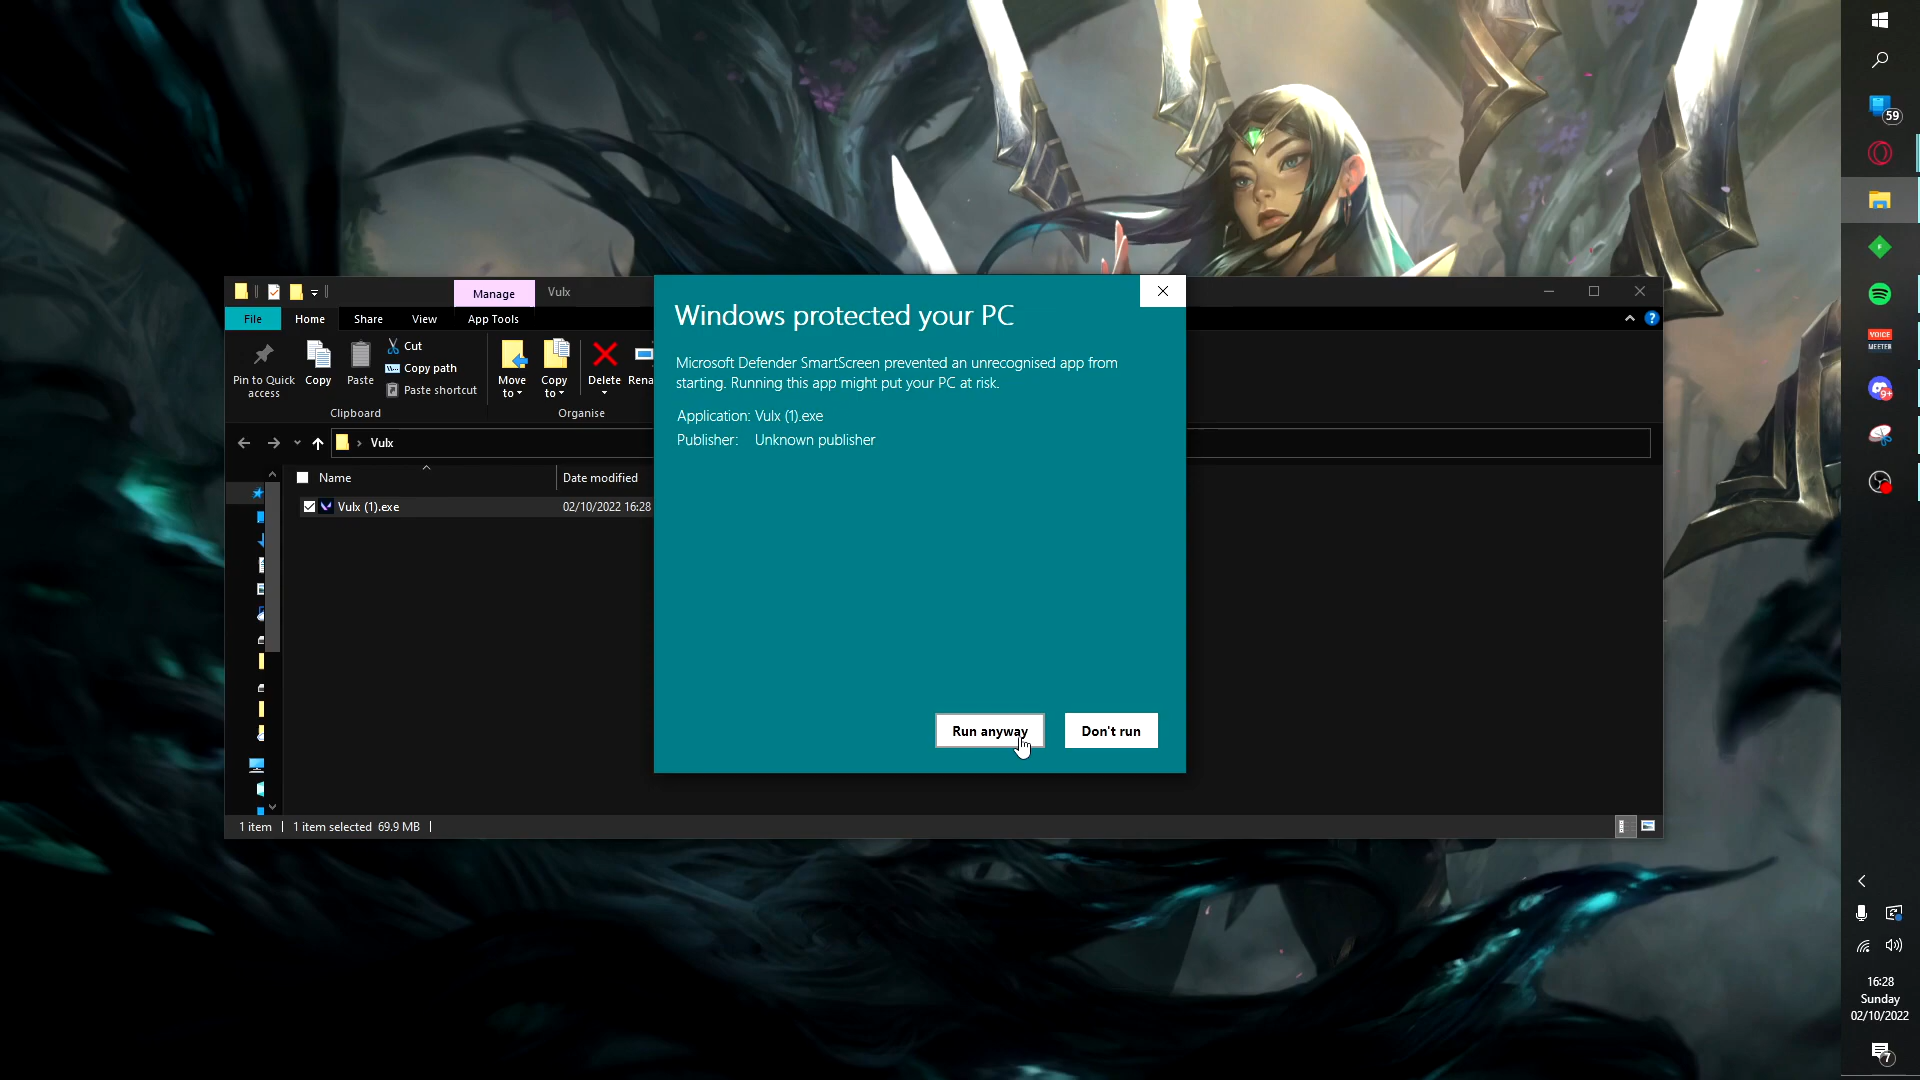 Manage
Vulx
File
Home
Share
View
App Tools
Pin to Quick
access
Copy
Paste
Cut
Copy path
Paste shortcut
Move
to
Copy
to
Delete
Rena
Clipboard
Organise
Vulx
Name
Date modified
Vulx (1).exe
02/10/2022 16:28
1 item
1 item selected 69.9 MB
Windows protected your PC
Microsoft Defender SmartScreen prevented an unrecognised app from
starting. Running this app might put your PC at risk.
Application: Vulx (1).exe
Publisher: Unknown publisher
Run anyway
Don't run
59
VOICE
MEETER
9+
16:28
Sunday
02/10/2022
7